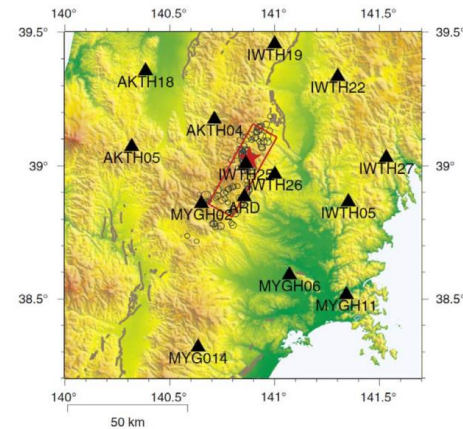 140° 140.5° 141° 141.5°
39.5° 39.5°
IWTH19
AKTH18
IWTH22
AKTH04
AKTH05
39° 39°
IWTH25
IWTH27
IWTH26
ARD
MYGH02
IWTH05
MYGH06
38.5° 38.5°
MYGH11
MYG014
140° 140.5° 141° 141.5°
50 km